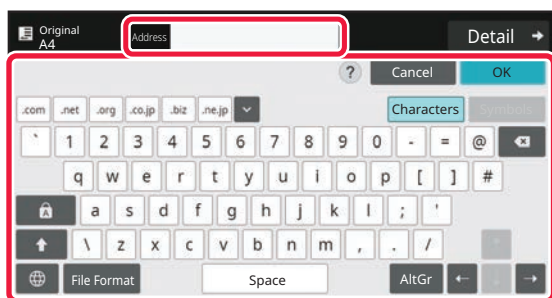 Original
A4
Address
Detail
? Cancel OK
.com .net .org .co.jp .biz .ne.jp Characters Symbols
` 1 2 3 4 5 6 7 8 9 0 - = @
q w e r t y u i o p [ ] #
A a s d f g h j k l ; '
\ z x c v b n m , . /
File Format Space AltGr